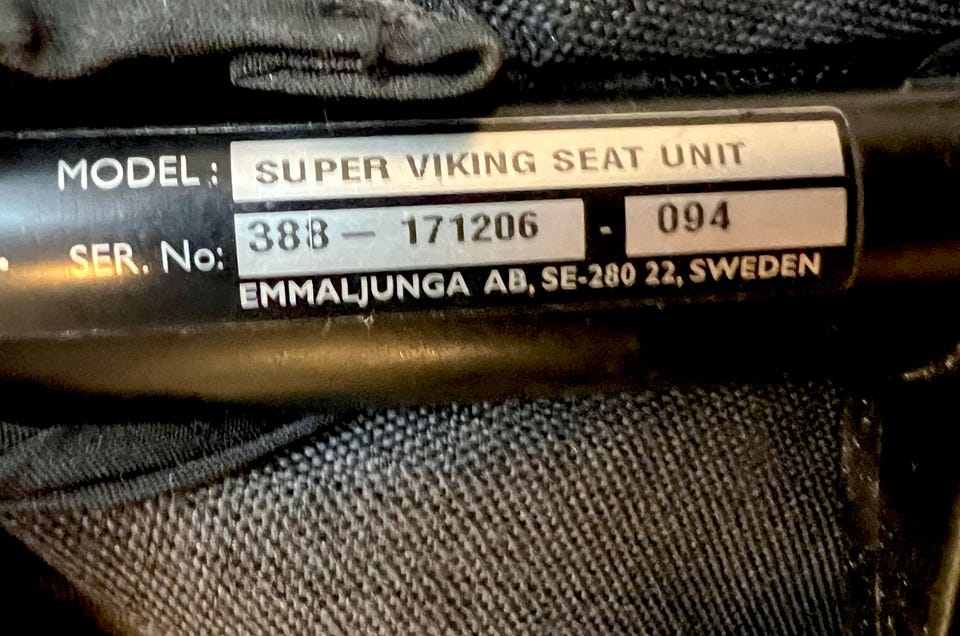 MODEL: SUPER VIKING SEAT UNIT
SER. No: 388 — 171206 - 094
EMMALJUNGA AB, SE-280 22, SWEDEN